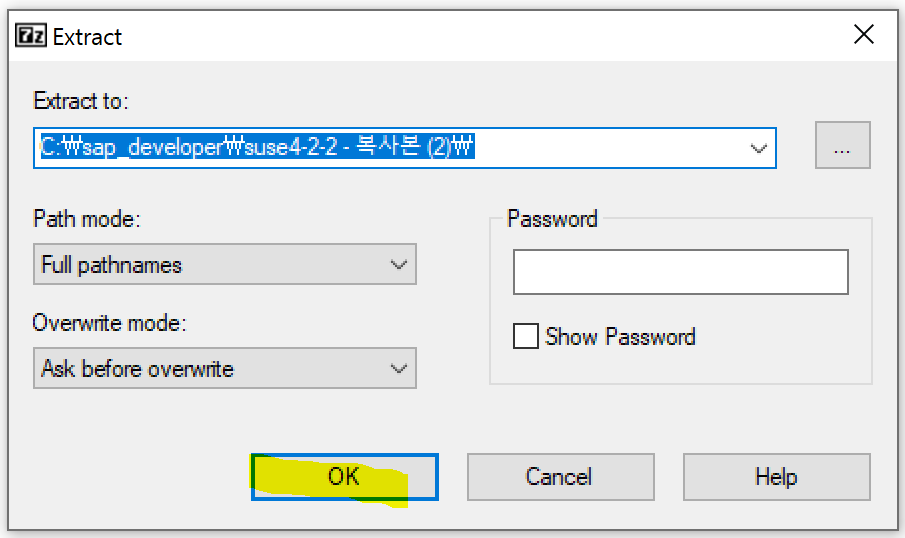 7z Extract
Extract to:
C:₩sap_developer₩suse4-2-2 - 복사본 (2)₩
...
Path mode:
Full pathnames
Password
Overwrite mode:
Ask before overwrite
Show Password
OK
Cancel
Help